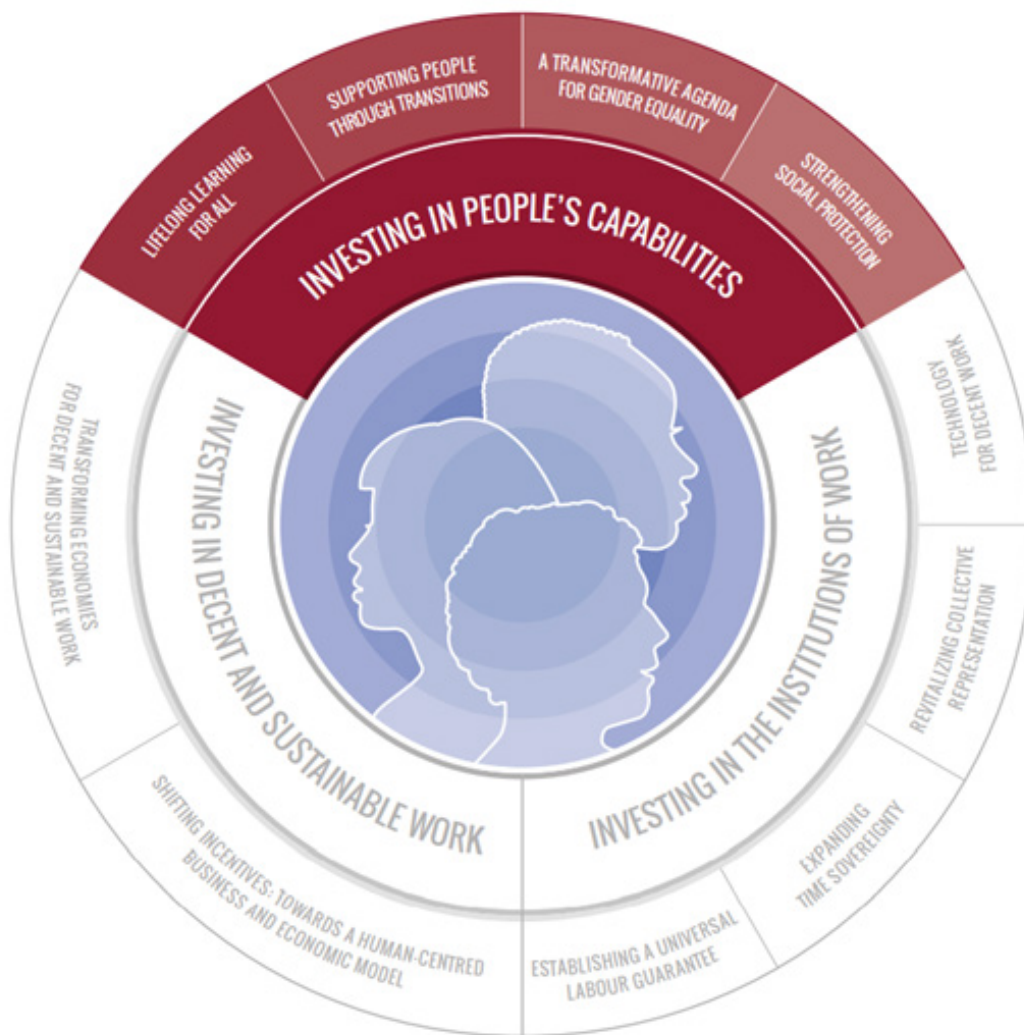 INVESTING IN PEOPLE'S CAPABILITIES
LIFELONG LEARNING
FOR ALL
SUPPORTING PEOPLE
THROUGH TRANSITIONS
A TRANSFORMATIVE AGENDA
FOR GENDER EQUALITY
STRENGTHENING
SOCIAL PROTECTION
INVESTING IN THE INSTITUTIONS OF WORK
TECHNOLOGY
FOR DECENT WORK
REVITALIZING COLLECTIVE
REPRESENTATION
EXPANDING
TIME SOVEREIGNTY
ESTABLISHING A UNIVERSAL
LABOUR GUARANTEE
INVESTING IN DECENT AND SUSTAINABLE WORK
TRANSFORMING ECONOMIES
FOR DECENT AND SUSTAINABLE WORK
SHIFTING INCENTIVES: TOWARDS A HUMAN-CENTRED
BUSINESS AND ECONOMIC MODEL